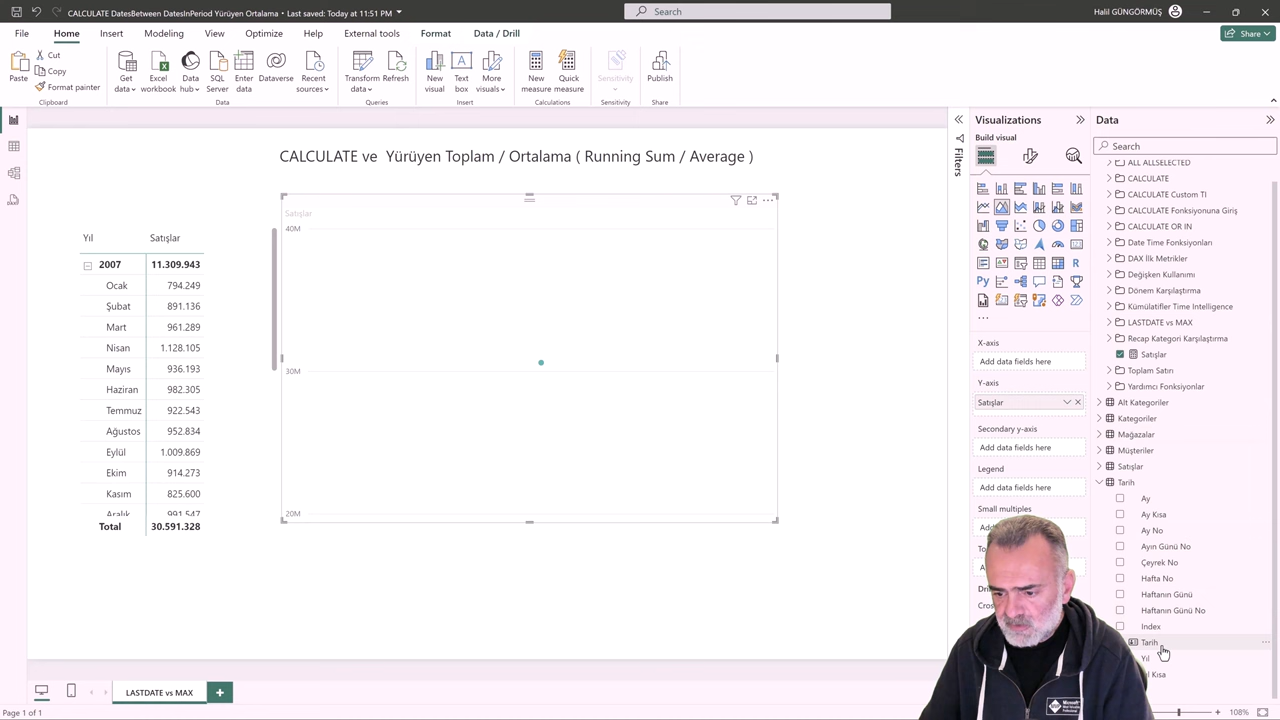 CALCULATE DatesBetween DatesInPeriod Yürüyen Ortalama • Last saved: Today at 11:51 PM
Search
Halil GÜNGÖRMÜŞ
File
Home
Insert
Modeling
View
Optimize
Help
External tools
Format
Data / Drill
Share
Paste
Cut
Copy
Format painter
Get data
Excel workbook
Data hub
SQL Server
Enter data
Dataverse
Recent sources
Transform data
Refresh
New visual
Text box
More visuals
New measure
Quick measure
Sensitivity
Publish
Clipboard
Data
Queries
Insert
Calculations
Sensitivity
Share
CALCULATE ve Yürüyen Toplam / Ortalama ( Running Sum / Average )
Yıl Satışlar
2007 11.309.943
Ocak 794.249
Şubat 891.136
Mart 961.289
Nisan 1.128.105
Mayıs 936.193
Haziran 982.305
Temmuz 922.543
Ağustos 952.834
Eylül 1.009.869
Ekim 914.273
Kasım 825.600
Aralık 991.547
Total 30.591.328
Satışlar
40M
30M
20M
Filters
Visualizations
Build visual
X-axis
Add data fields here
Y-axis
Satışlar
Secondary y-axis
Add data fields here
Legend
Add data fields here
Small multiples
Data
Search
ALL ALLSELECTED
CALCULATE
CALCULATE Custom TI
CALCULATE Fonksiyonuna Giriş
CALCULATE OR IN
Date Time Fonksiyonları
DAX İlk Metrikler
Değişken Kullanımı
Dönem Karşılaştırma
Kümülatifler Time Intelligence
LASTDATE vs MAX
Recap Kategori Karşılaştırma
Satışlar
Toplam Satırı
Yardımcı Fonksiyonlar
Alt Kategoriler
Kategoriler
Mağazalar
Müşteriler
Satışlar
Tarih
Ay
Ay Kısa
Ay No
Ayın Günü No
Çeyrek No
Hafta No
Haftanın Günü
Haftanın Günü No
Index
Tarih
Yıl
Kısa
LASTDATE vs MAX
Page 1 of 1
108%